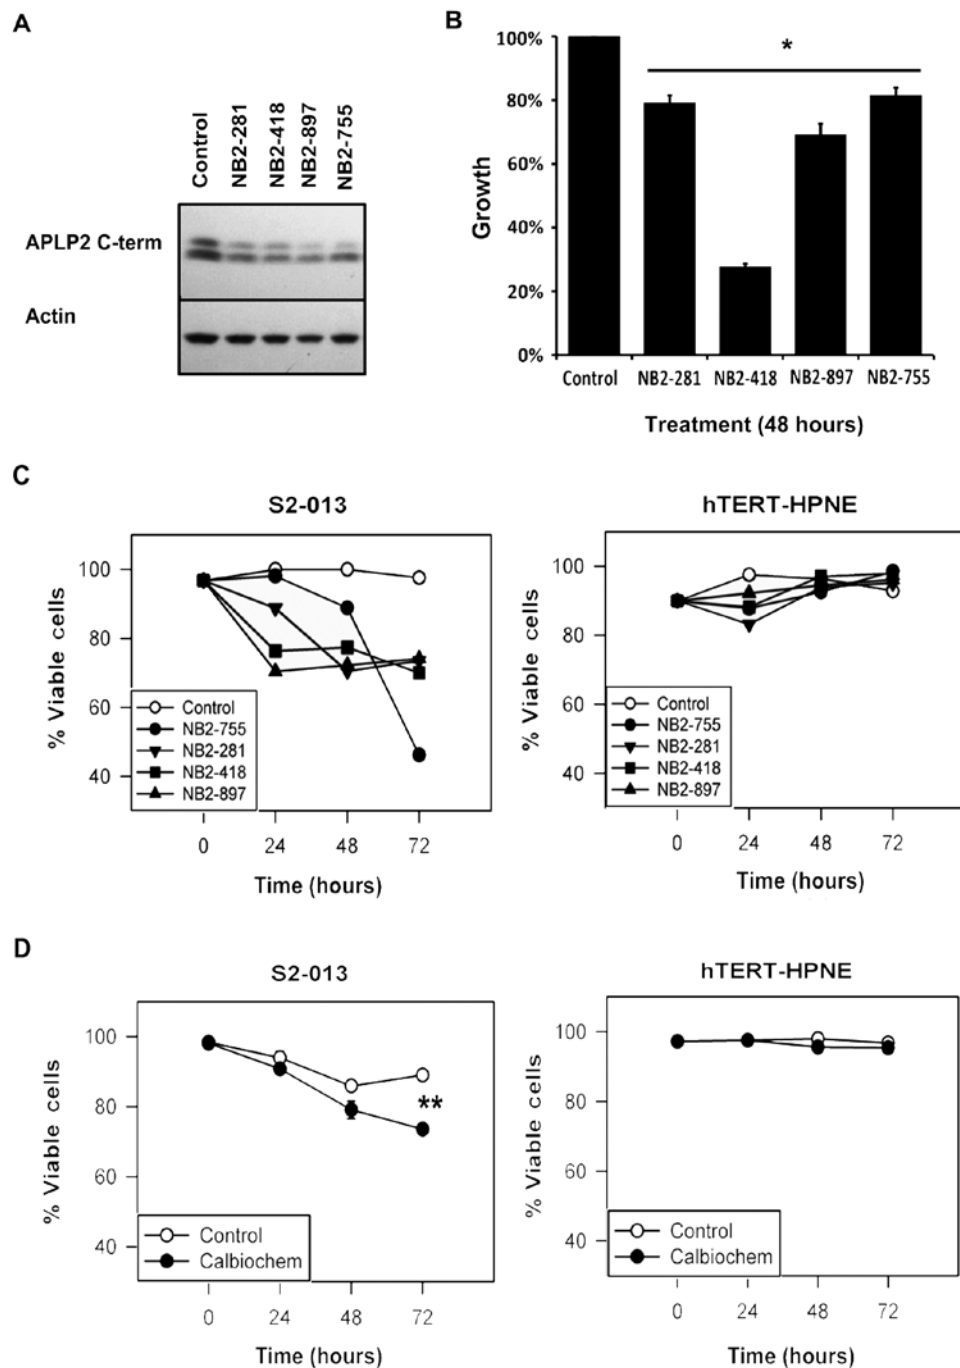 A
Control
NB2-281
NB2-418
NB2-897
NB2-755
APLP2 C-term
Actin
B
100%
80%
60%
40%
20%
0%
Growth
*
Control NB2-281 NB2-418 NB2-897 NB2-755
Treatment (48 hours)
C
S2-013
100
80
60
40
% Viable cells
Control
NB2-755
NB2-281
NB2-418
NB2-897
0 24 48 72
Time (hours)
hTERT-HPNE
100
80
60
40
% Viable cells
Control
NB2-755
NB2-281
NB2-418
NB2-897
0 24 48 72
Time (hours)
D
S2-013
100
80
60
40
% Viable cells
**
Control
Calbiochem
0 24 48 72
Time (hours)
hTERT-HPNE
100
80
60
40
% Viable cells
Control
Calbiochem
0 24 48 72
Time (hours)